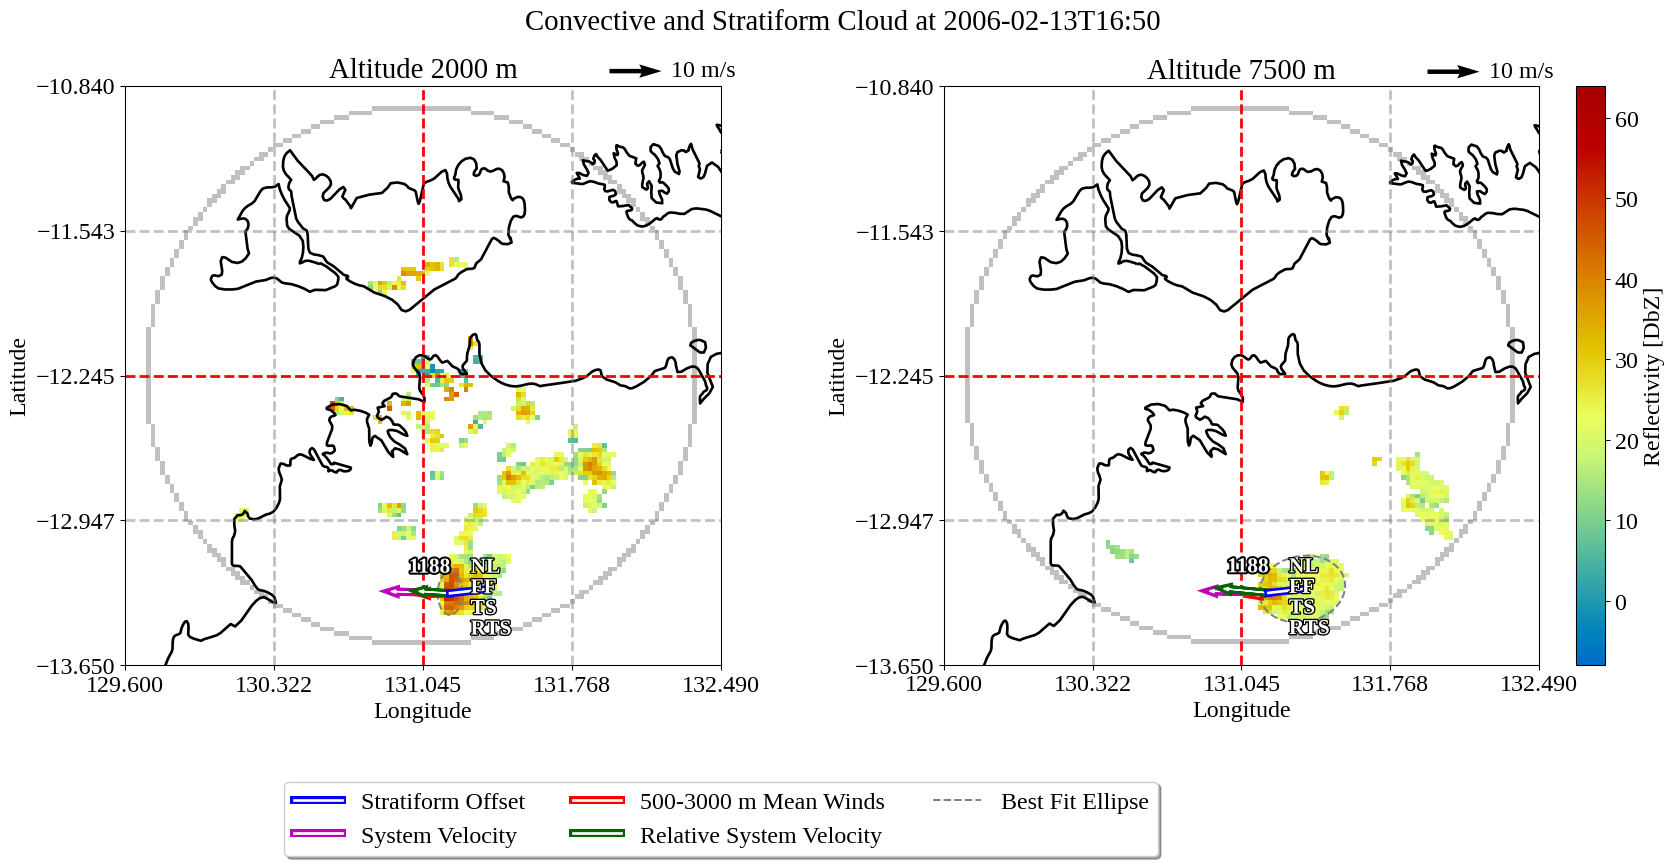 Convective and Stratiform Cloud at 2006-02-13T16:50
Altitude 2000 m
10 m/s
−10.840
−11.543
−12.245
−12.947
−13.650
Latitude
129.600
130.322
131.045
131.768
132.490
Longitude
1188
NL
FF
TS
RTS
Altitude 7500 m
10 m/s
−10.840
−11.543
−12.245
−12.947
−13.650
Latitude
129.600
130.322
131.045
131.768
132.490
Longitude
1188
NL
FF
TS
RTS
60
50
40
30
20
10
0
Reflectivity [DbZ]
Stratiform Offset
System Velocity
500-3000 m Mean Winds
Relative System Velocity
Best Fit Ellipse